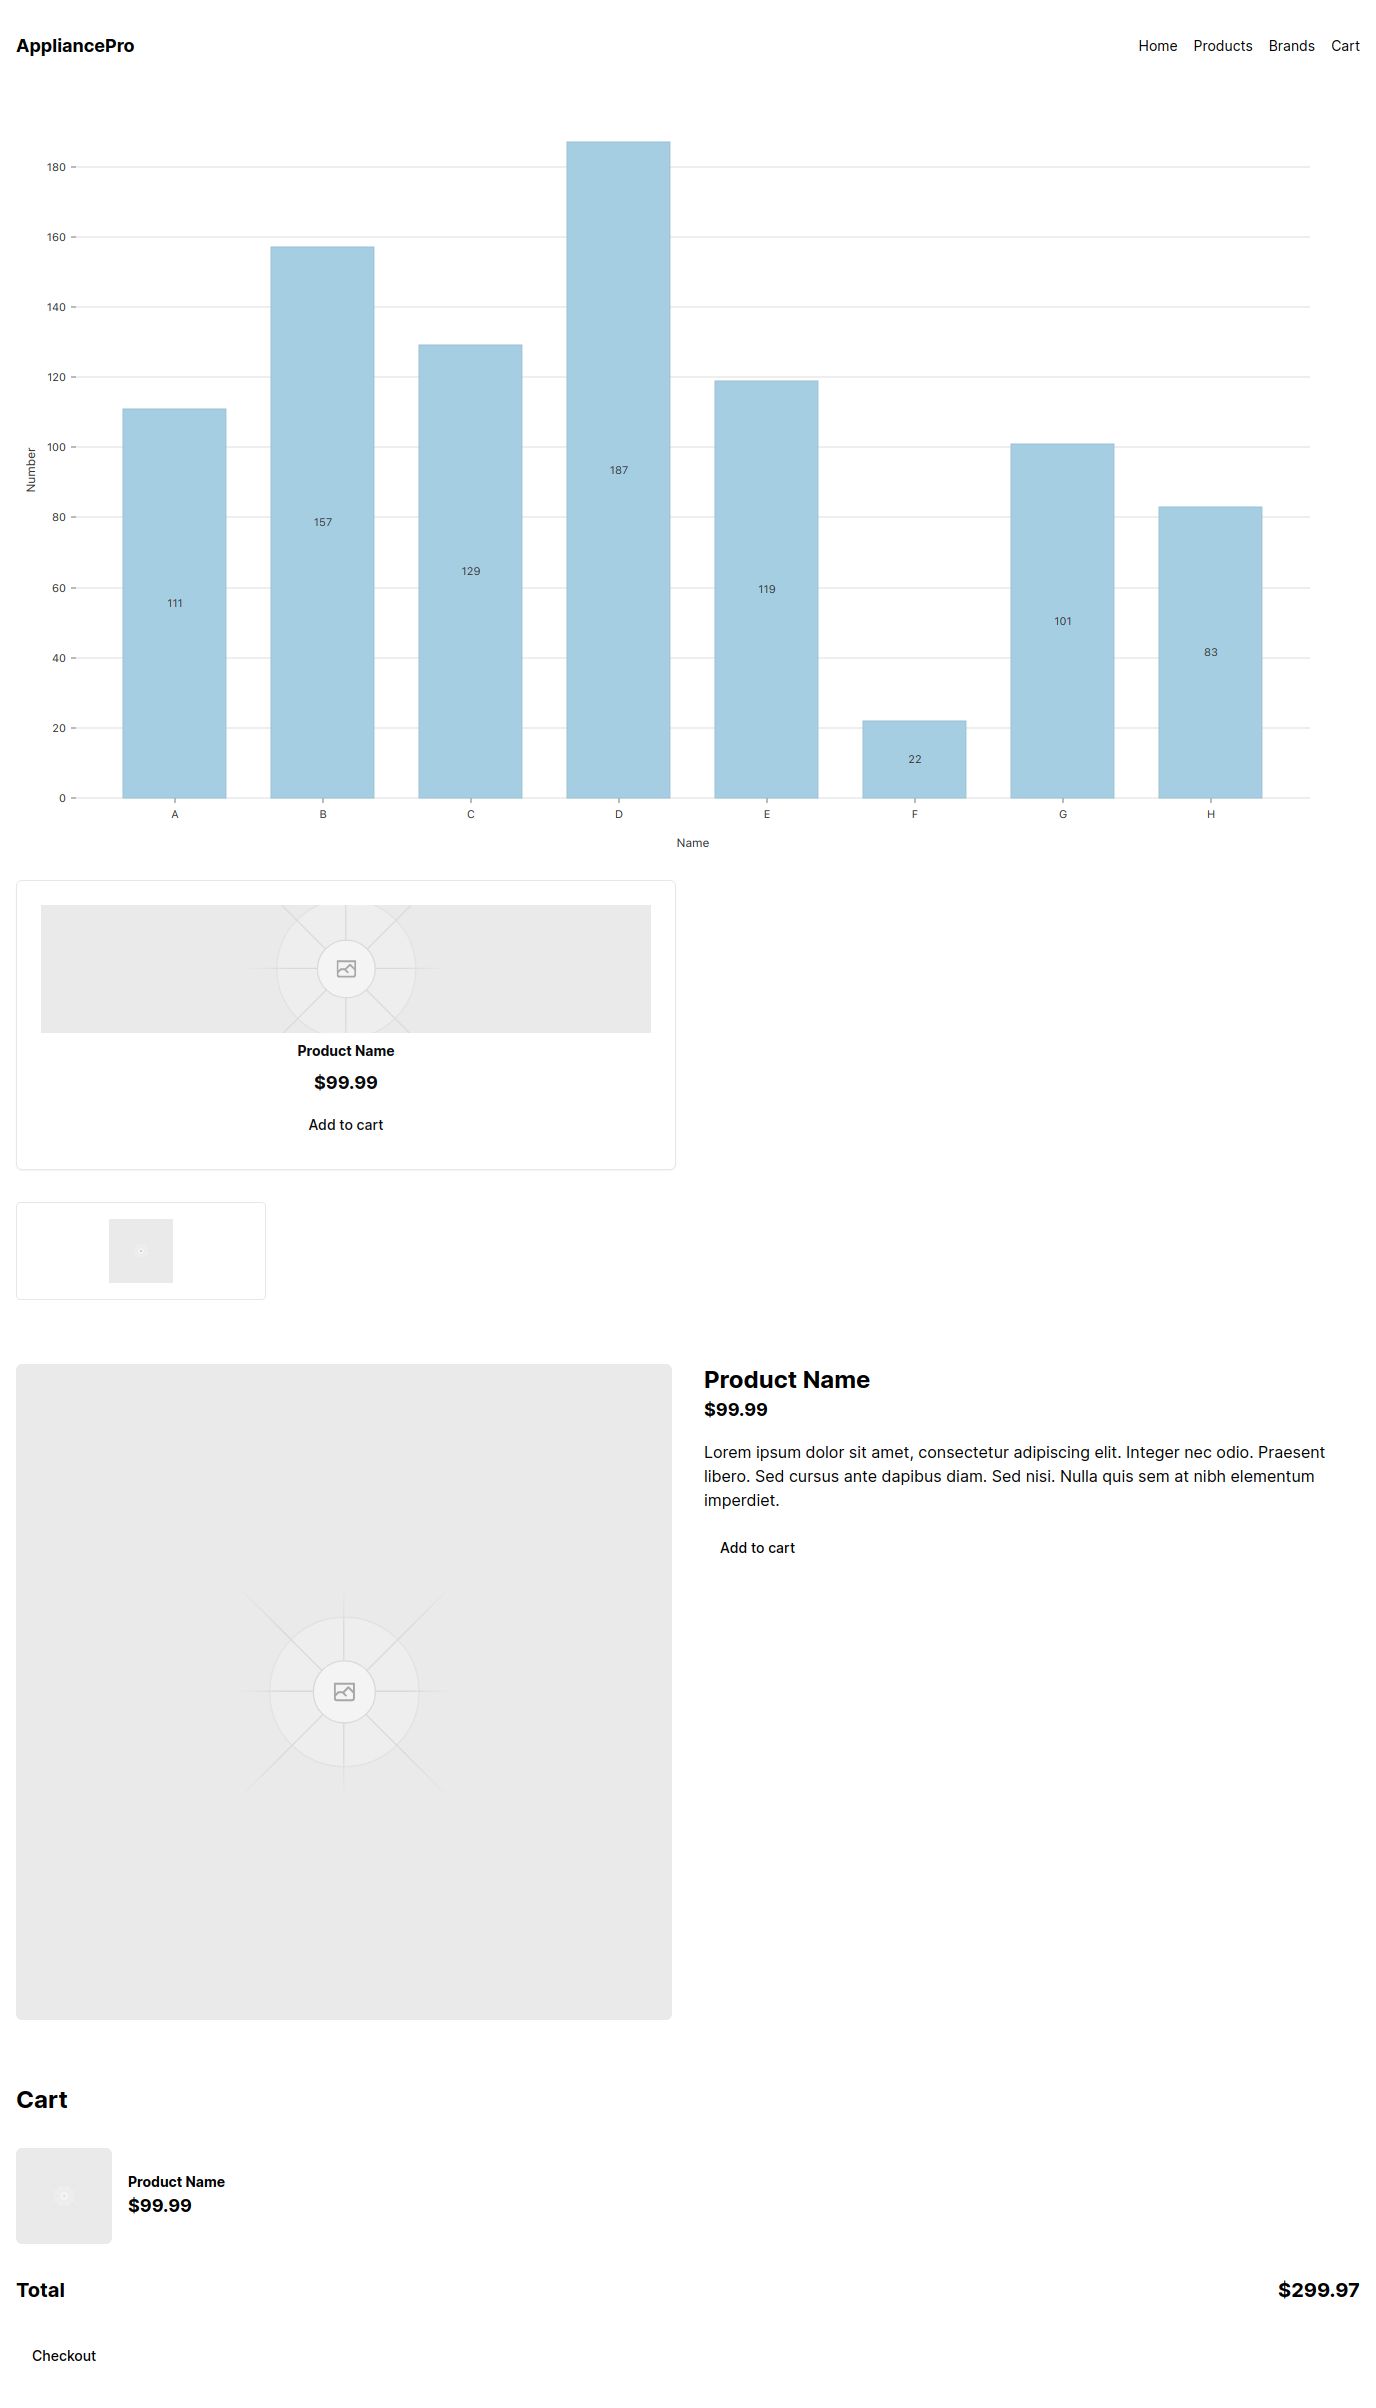 AppliancePro
Home Products Brands Cart
180
160
140
120
100
80
60
40
20
0
Number
111
157
129
187
119
22
101
83
A B C D E F G H
Name
Product Name
$99.99
Add to cart
Product Name
$99.99
Lorem ipsum dolor sit amet, consectetur adipiscing elit. Integer nec odio. Praesent
libero. Sed cursus ante dapibus diam. Sed nisi. Nulla quis sem at nibh elementum
imperdiet.
Add to cart
Cart
Product Name
$99.99
Total $299.97
Checkout